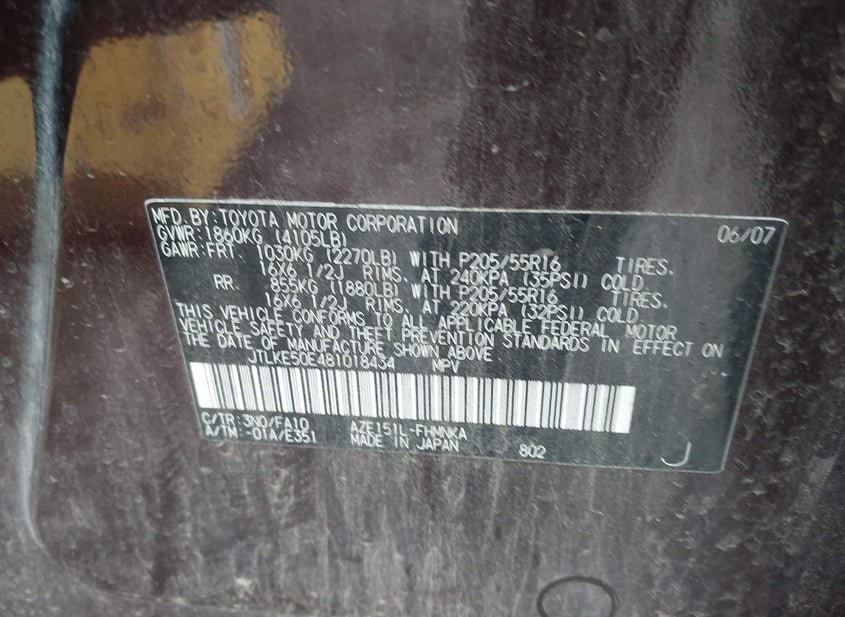 MFD.BY:TOYOTA MOTOR CORPORATION 06/07
GVWR:1860KG (4105LB)
GAWR:FRT. 1030KG (2270LB) WITH P205/55R16 TIRES.
16X6 1/2J RIMS. AT 240KPA (35PSI) COLD.
RR. 855KG (1880LB) WITH P205/55R16 TIRES.
16X6 1/2J RIMS. AT 220KPA (32PSI) COLD.
THIS VEHICLE CONFORMS TO ALL APPLICABLE FEDERAL MOTOR
VEHICLE SAFETY AND THEFT PREVENTION STANDARDS IN EFFECT ON
THE DATE OF MANUFACTURE SHOWN ABOVE.
JTLKE50E481018434 MPV
C/TR:3N0/FA10 AZE151L-FHMNKA
A/TM:-01A/E351 MADE IN JAPAN 802 J